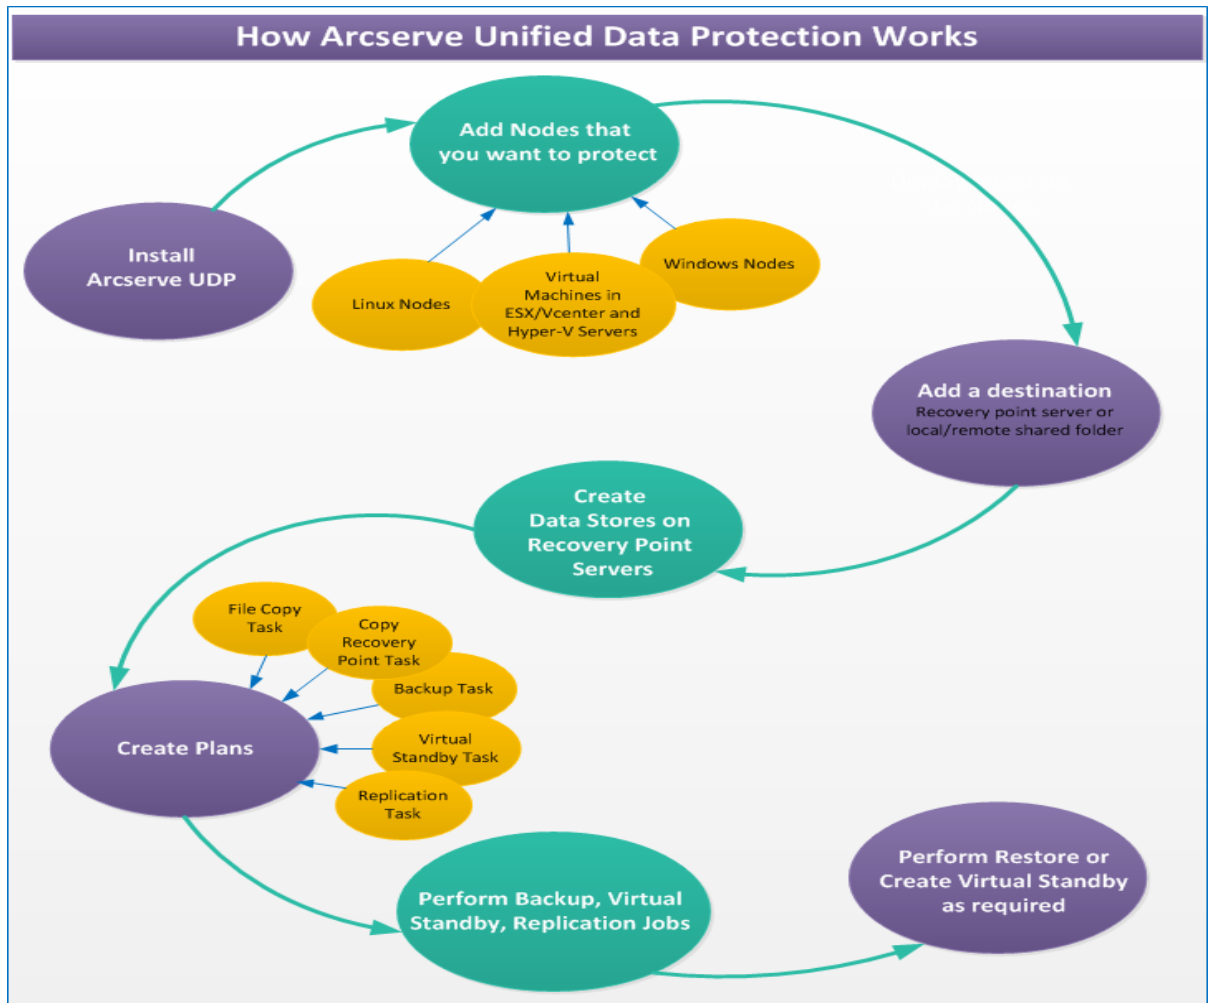 How Arcserve Unified Data Protection Works
Add Nodes that
you want to protect
Install
Arcserve UDP
Linux Nodes
Virtual
Machines in
ESX/Vcenter and
Hyper-V Servers
Windows Nodes
Add a destination
Recovery point server or
local/remote shared folder
Create
Data Stores on
Recovery Point
Servers
File Copy
Task
Copy
Recovery
Point Task
Backup Task
Virtual
Standby Task
Replication
Task
Create Plans
Perform Backup, Virtual
Standby, Replication Jobs
Perform Restore or
Create Virtual Standby
as required